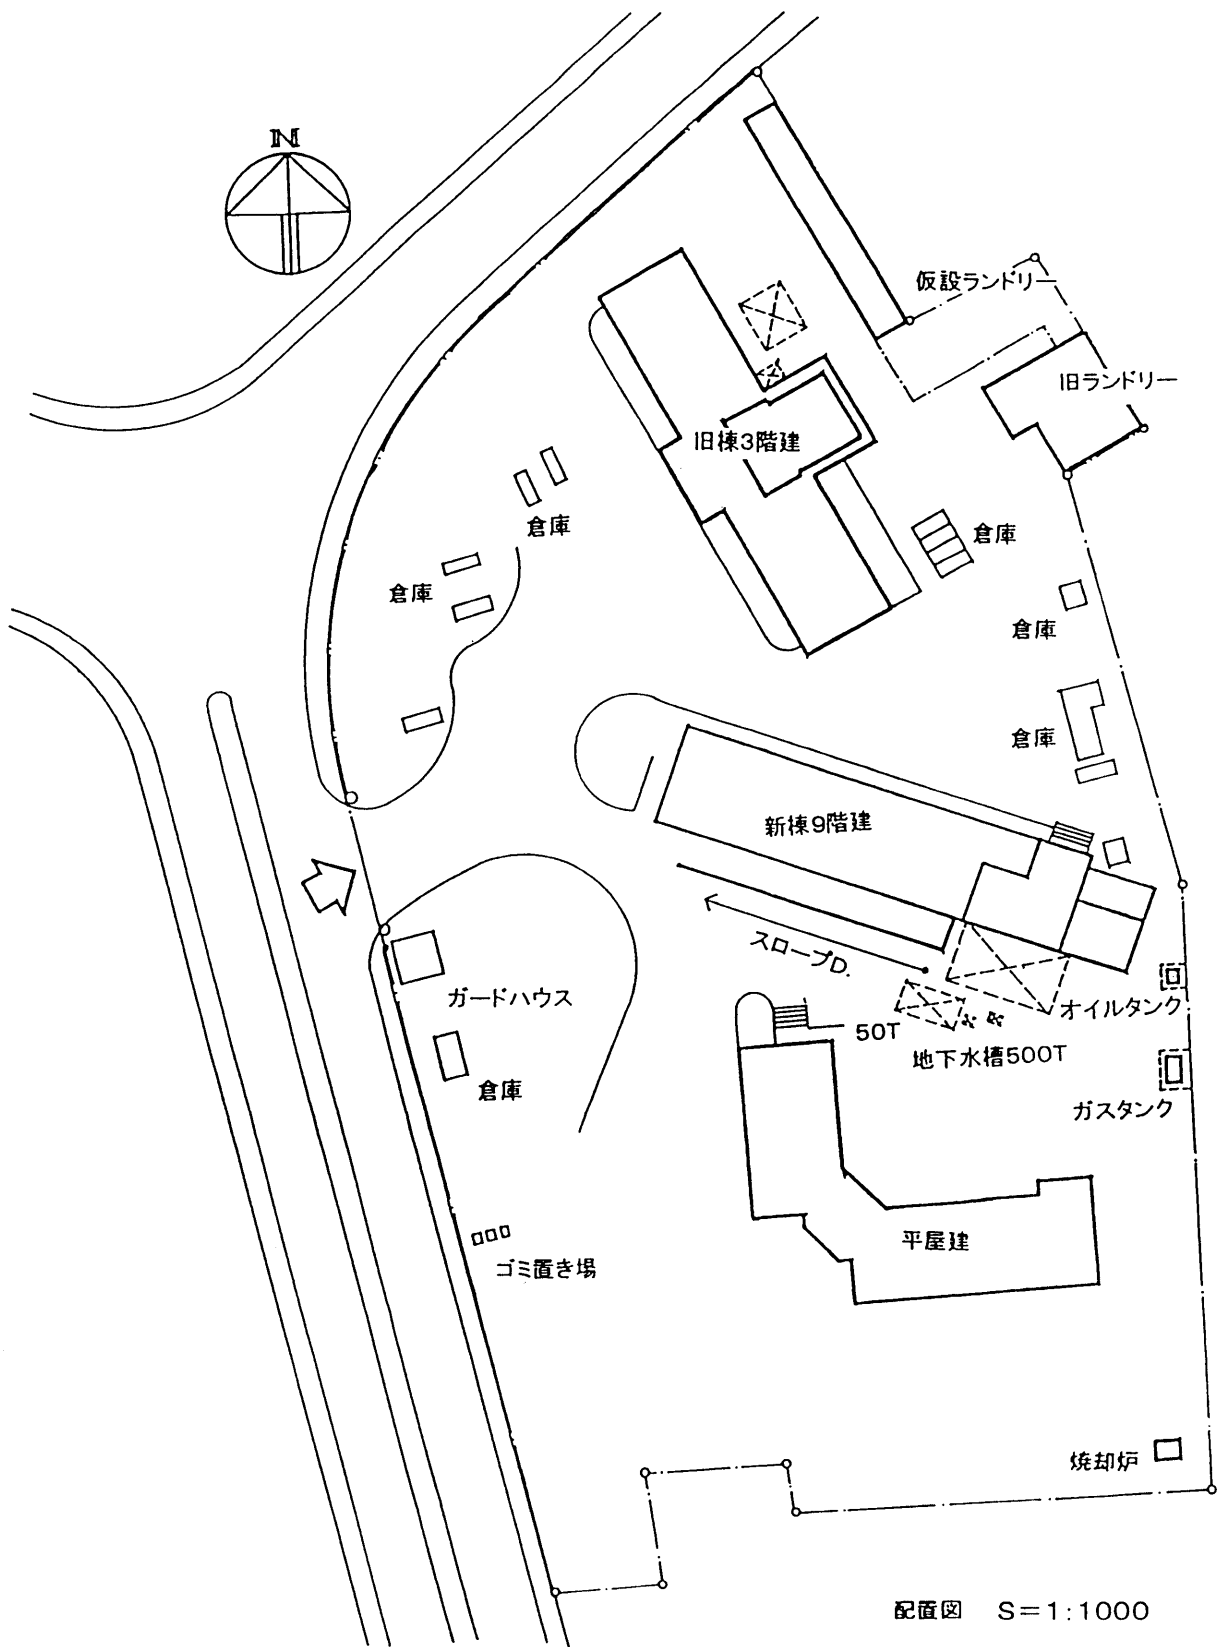 N
仮設ランドリー
旧ランドリー
旧棟3階建
倉庫
倉庫
倉庫
倉庫
倉庫
新棟9階建
スロープD.
ガードハウス
オイルタンク
50T
地下水槽500T
倉庫
ガスタンク
平屋建
ゴミ置き場
焼却炉
配置図 S=1:1000